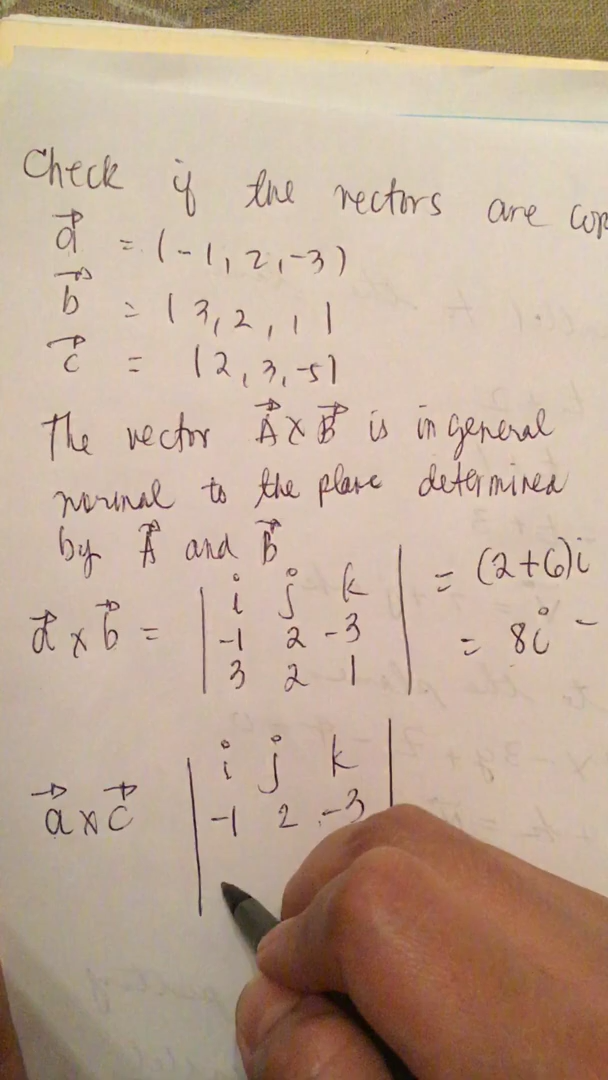 Check if the vectors are cop
a⃗ = (-1, 2, -3)
b⃗ = (3, 2, 1)
c⃗ = (2, 3, -5)
The vector A⃗ x B⃗ is in general
normal to the plane determined
by A⃗ and B⃗
a⃗ x b⃗ = | i j k | = (2+6)i
-1 2 -3 = 8i -
3 2 1
a⃗ x c⃗ | i j k |
-1 2 -3